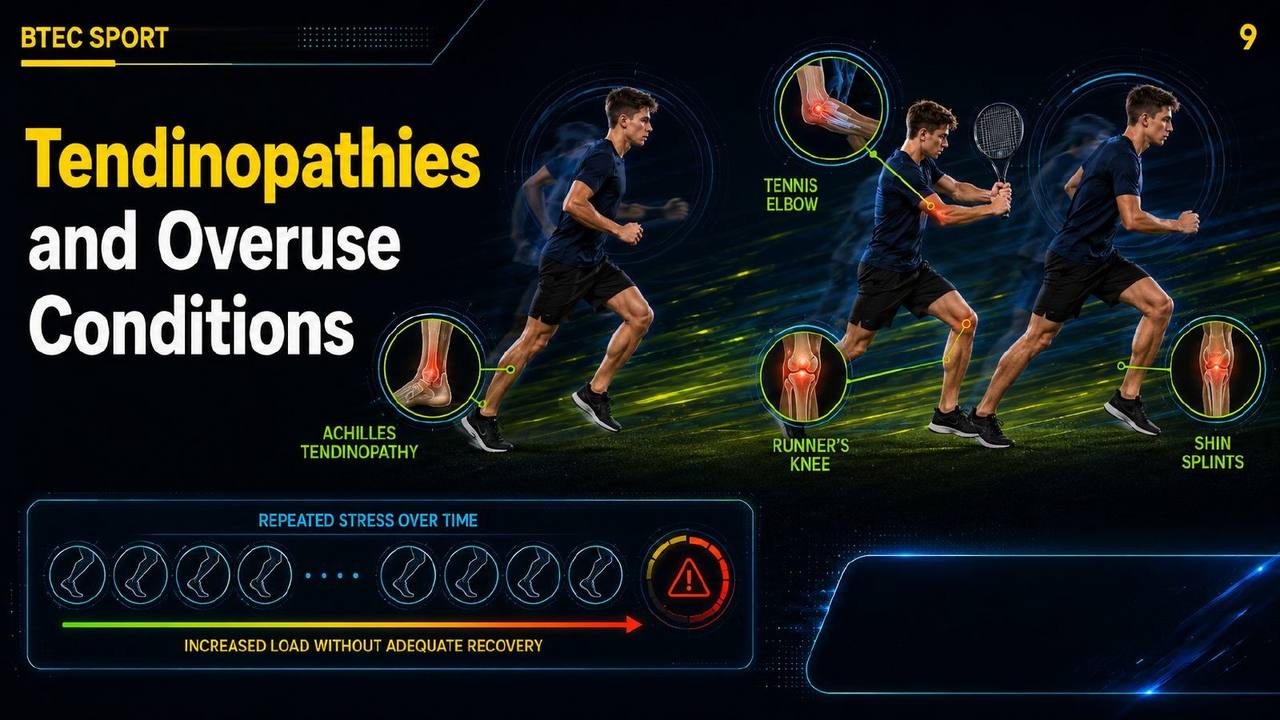 BTEC SPORT
9
Tendinopathies
and Overuse
Conditions
TENNIS
ELBOW
ACHILLES
TENDINOPATHY
RUNNER'S
KNEE
SHIN
SPLINTS
REPEATED STRESS OVER TIME
INCREASED LOAD WITHOUT ADEQUATE RECOVERY